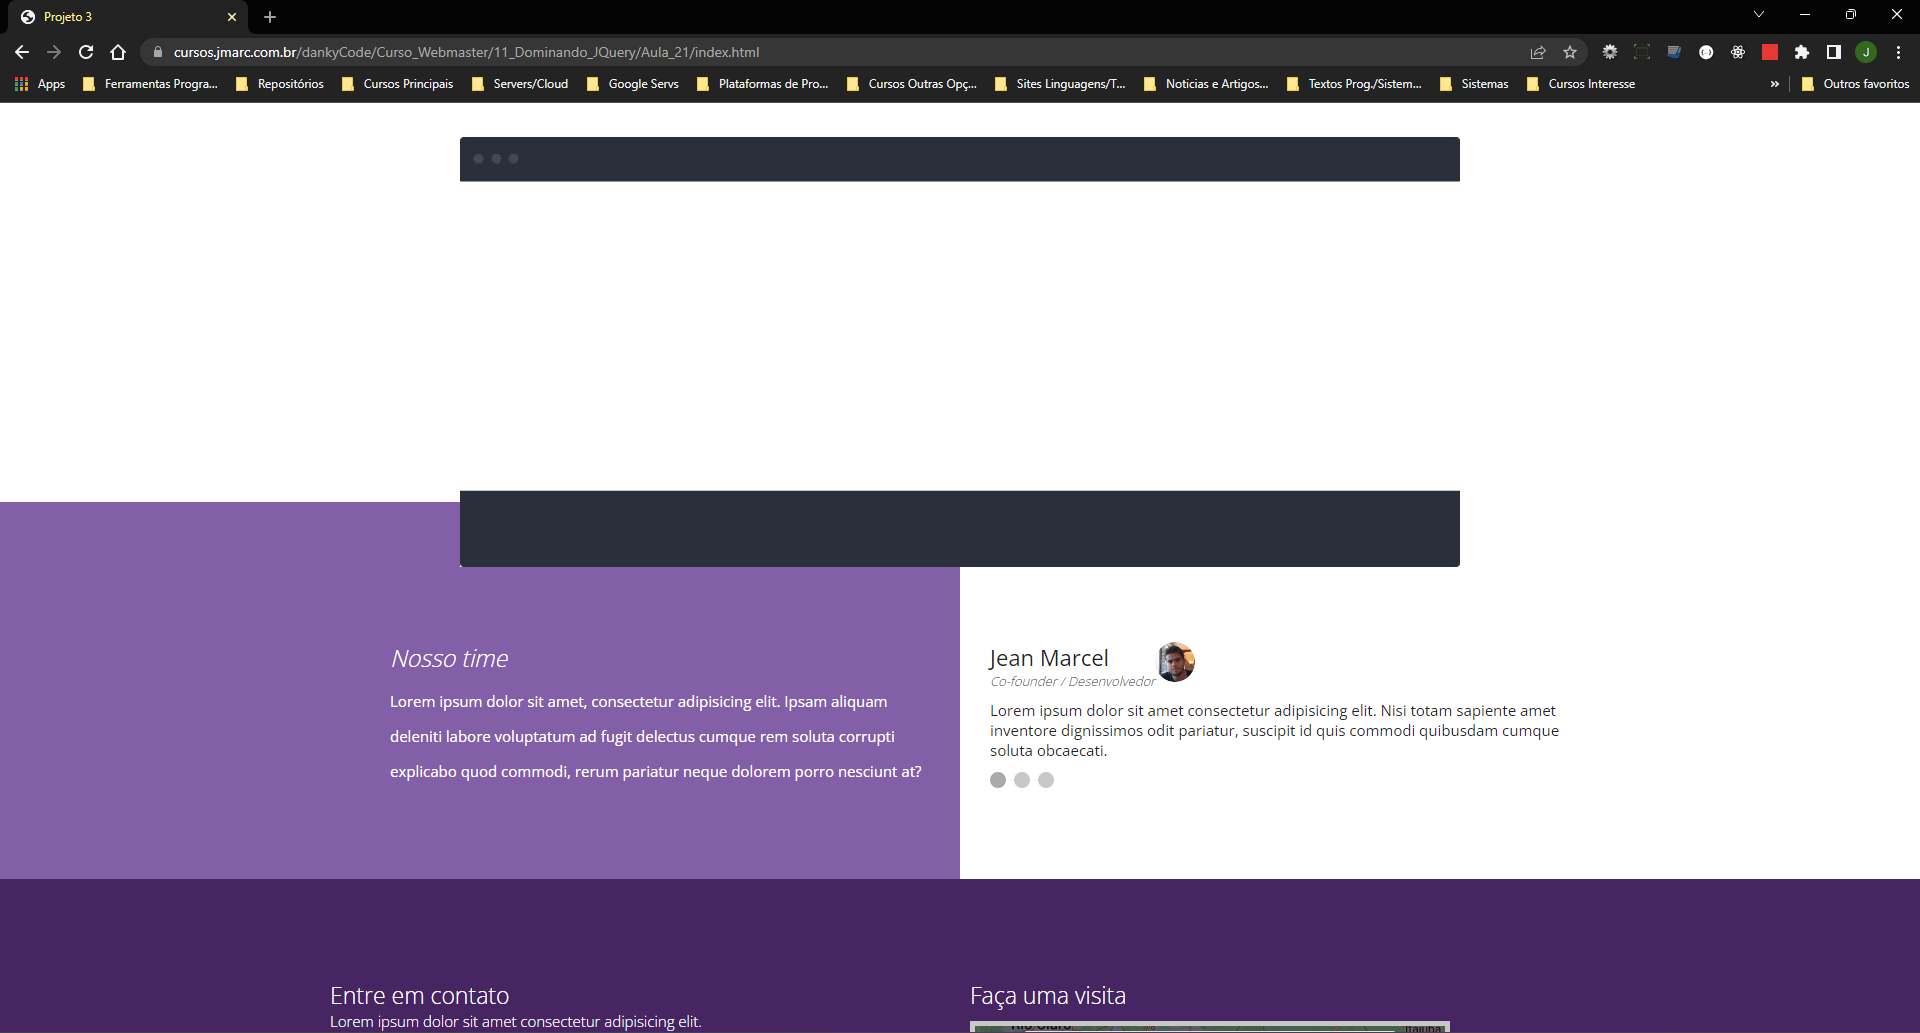 Projeto 3
cursos.jmarc.com.br/dankyCode/Curso_Webmaster/11_Dominando_JQuery/Aula_21/index.html
J
Apps Ferramentas Progra... Repositórios Cursos Principais Servers/Cloud Google Servs Plataformas de Pro... Cursos Outras Opç... Sites Linguagens/T... Noticias e Artigos... Textos Prog./Sistem... Sistemas Cursos Interesse » Outros favoritos
Nosso time
Lorem ipsum dolor sit amet, consectetur adipisicing elit. Ipsam aliquam
deleniti labore voluptatum ad fugit delectus cumque rem soluta corrupti
explicabo quod commodi, rerum pariatur neque dolorem porro nesciunt at?
Jean Marcel
Co-founder / Desenvolvedor
Lorem ipsum dolor sit amet consectetur adipisicing elit. Nisi totam sapiente amet
inventore dignissimos odit pariatur, suscipit id quis commodi quibusdam cumque
soluta obcaecati.
Entre em contato
Lorem ipsum dolor sit amet consectetur adipisicing elit.
Faça uma visita
Rio Claro
Itajubá